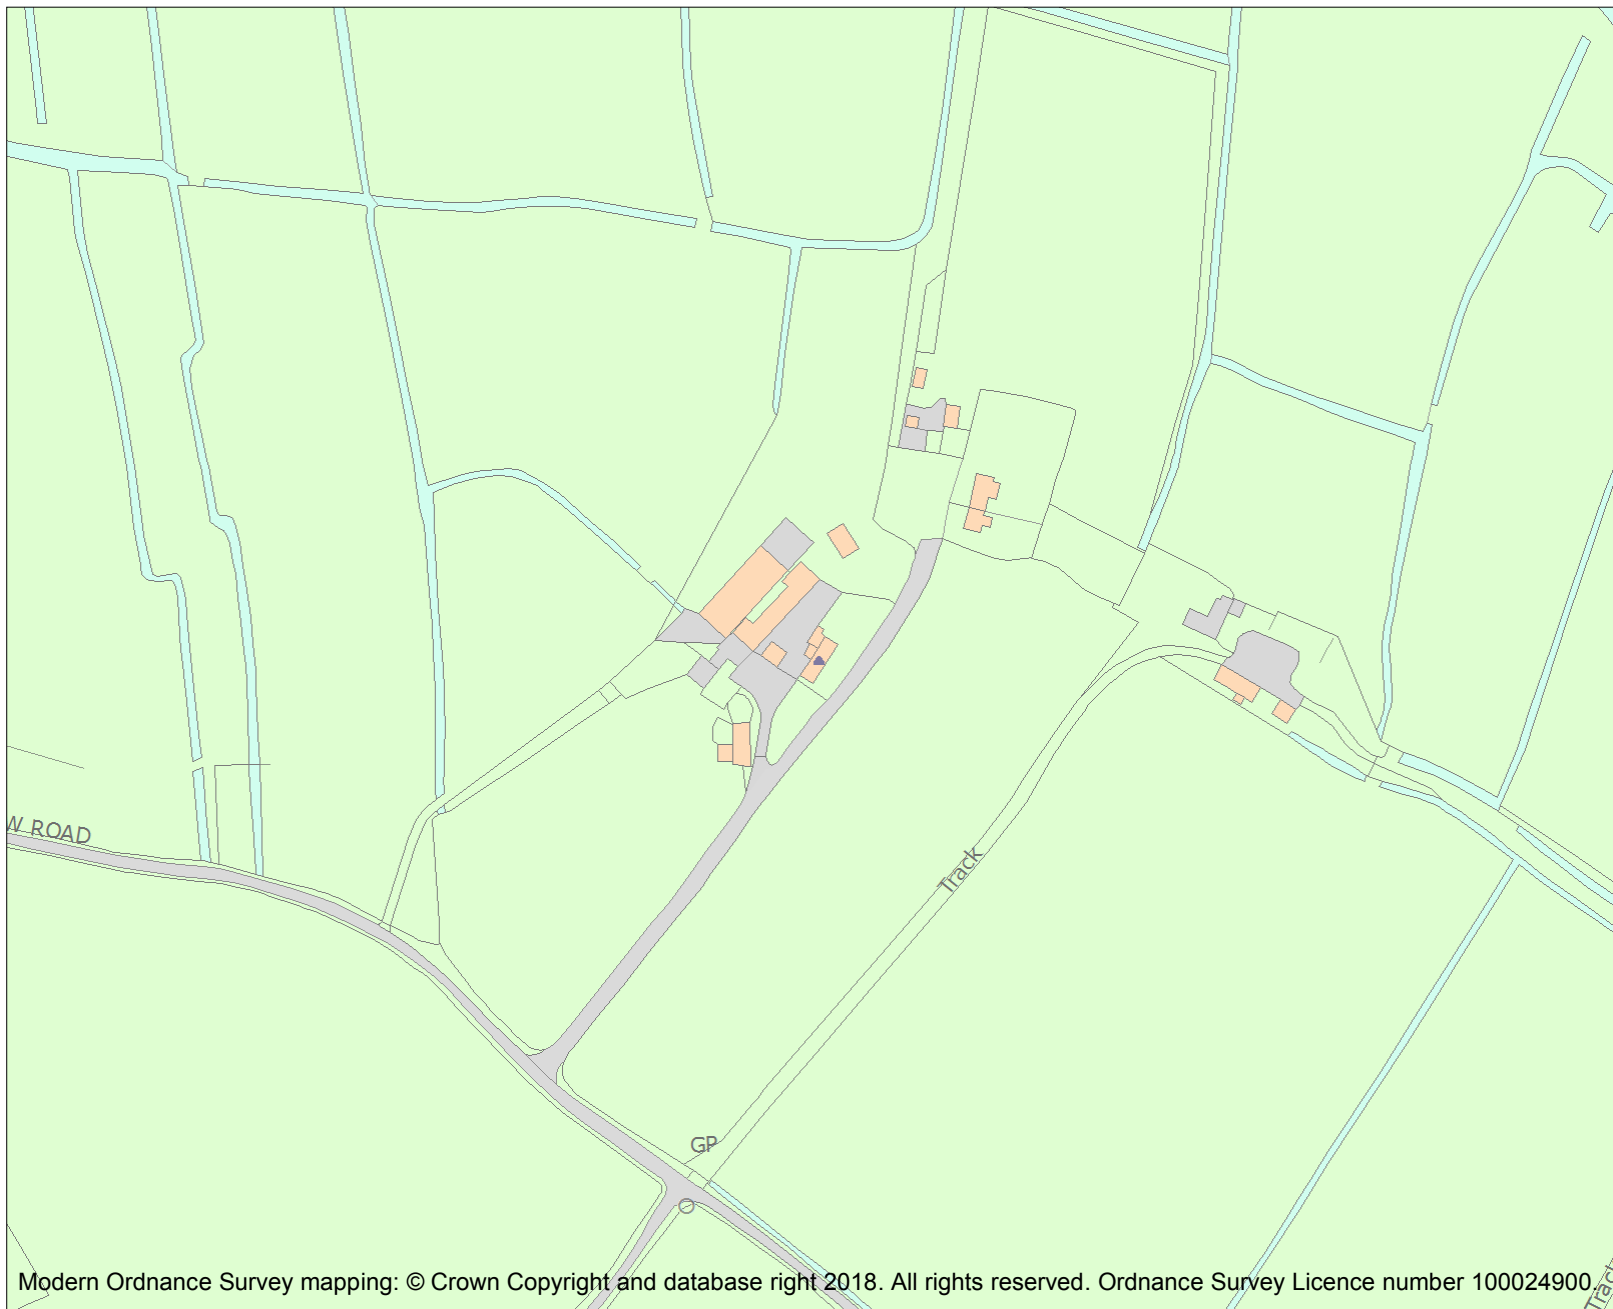 W ROAD
Track
GP
Modern Ordnance Survey mapping: © Crown Copyright and database right 2018. All rights reserved. Ordnance Survey Licence number 100024900.
Track